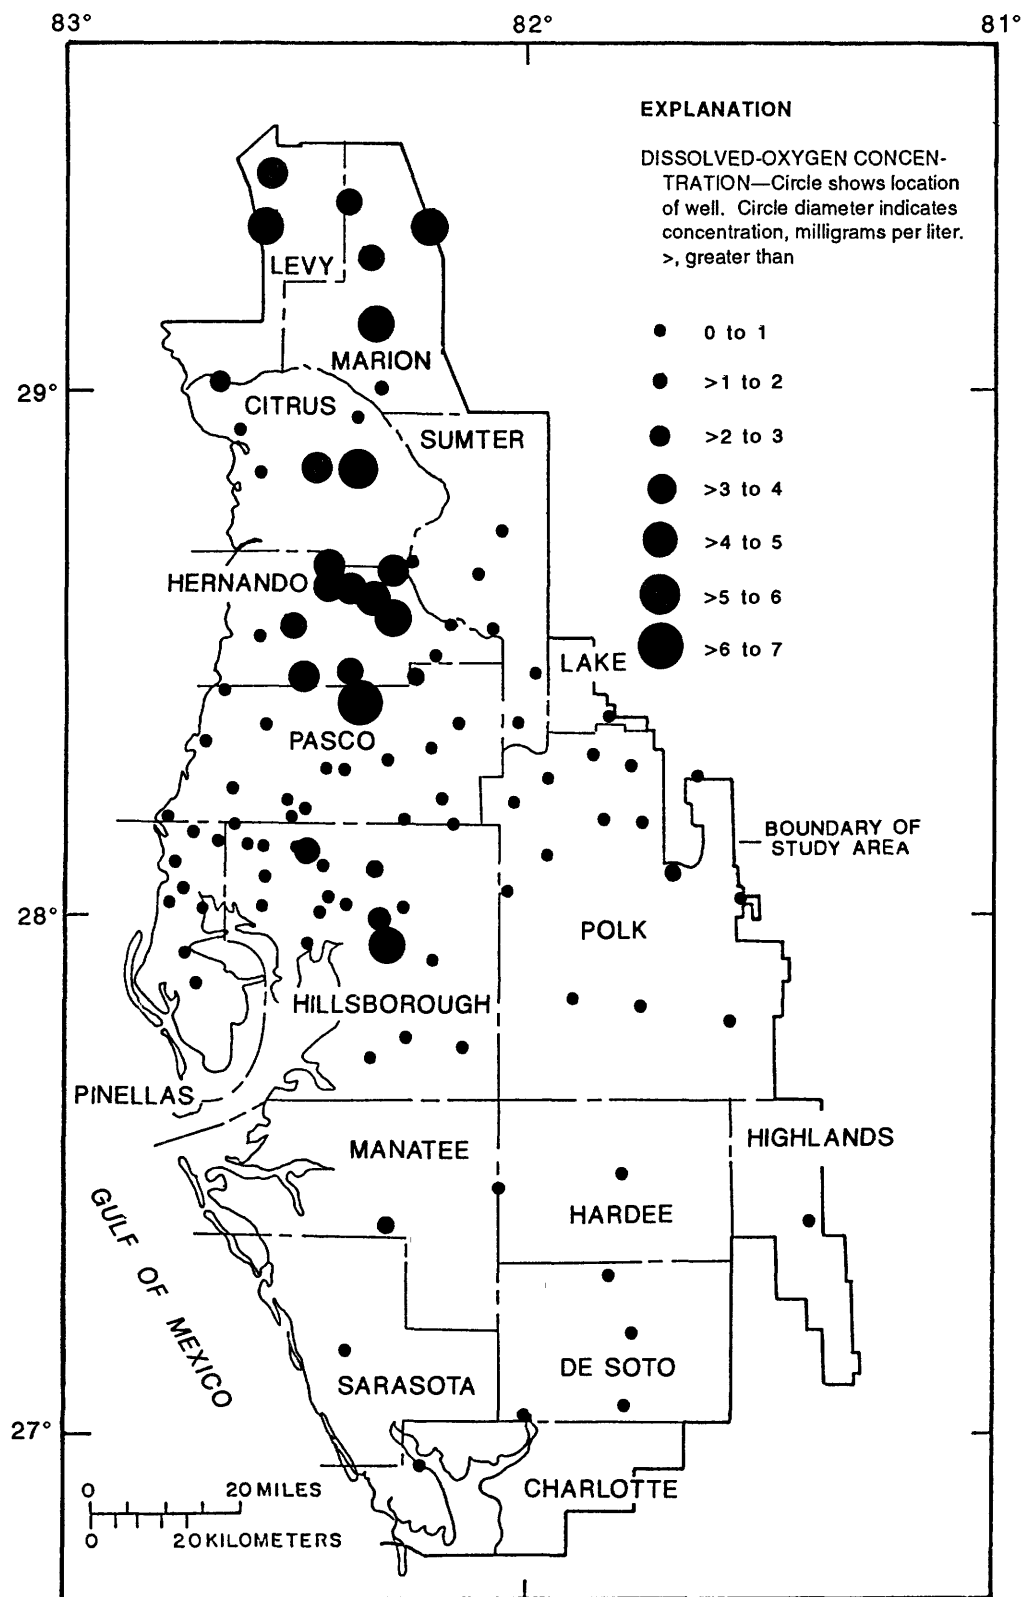 83° 82° 81°
EXPLANATION
DISSOLVED-OXYGEN CONCEN-
TRATION—Circle shows location
of well. Circle diameter indicates
concentration, milligrams per liter.
>, greater than
0 to 1
>1 to 2
>2 to 3
>3 to 4
>4 to 5
>5 to 6
>6 to 7
LEVY
MARION
29°
CITRUS
SUMTER
HERNANDO
LAKE
PASCO
BOUNDARY OF
STUDY AREA
28°
POLK
HILLSBOROUGH
PINELLAS
HIGHLANDS
MANATEE
HARDEE
GULF OF MEXICO
DE SOTO
SARASOTA
27°
CHARLOTTE
0 20 MILES
0 20 KILOMETERS